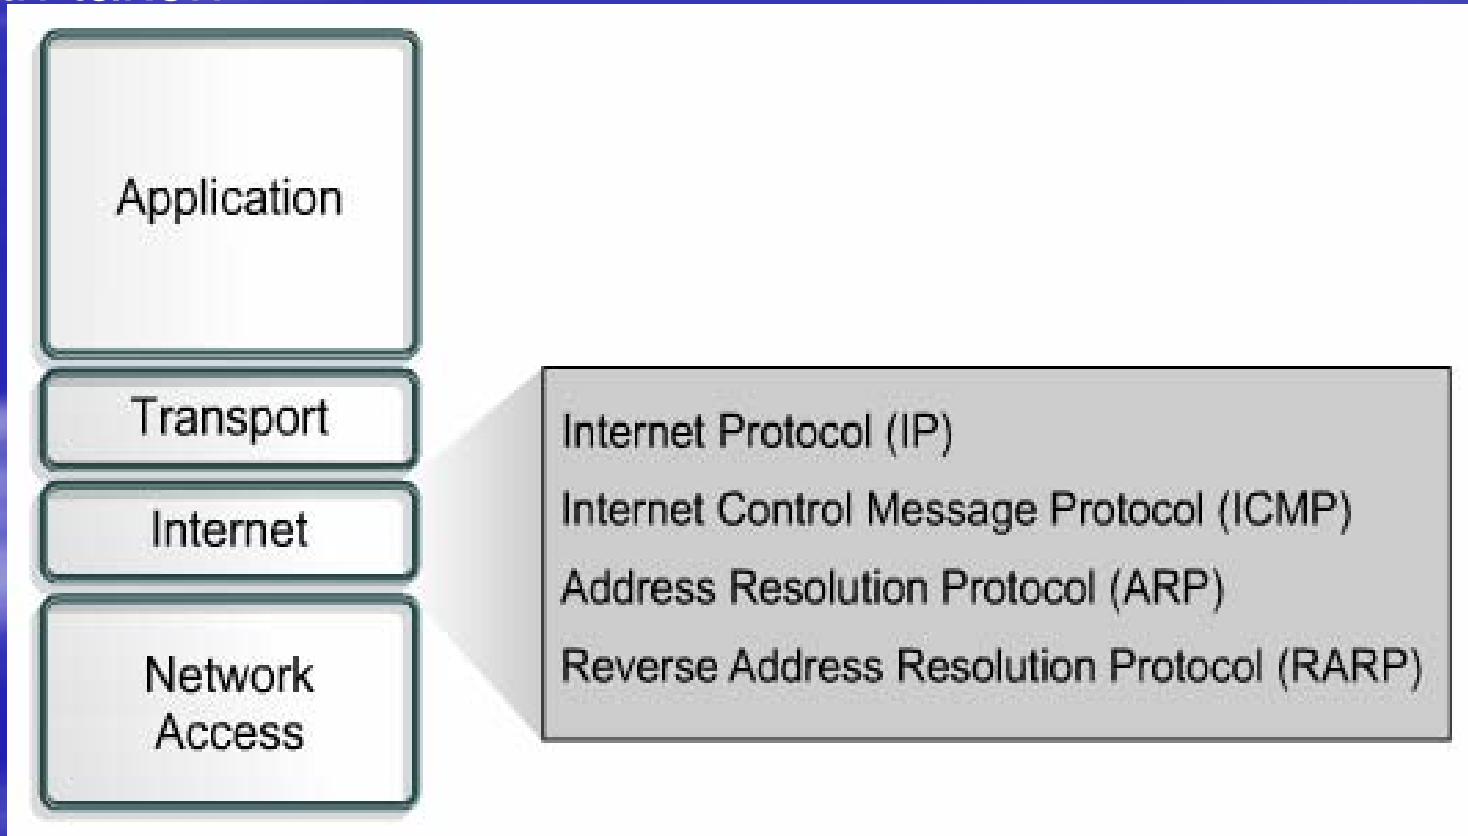 Application
Transport
Internet
Network
Access
Internet Protocol (IP)
Internet Control Message Protocol (ICMP)
Address Resolution Protocol (ARP)
Reverse Address Resolution Protocol (RARP)